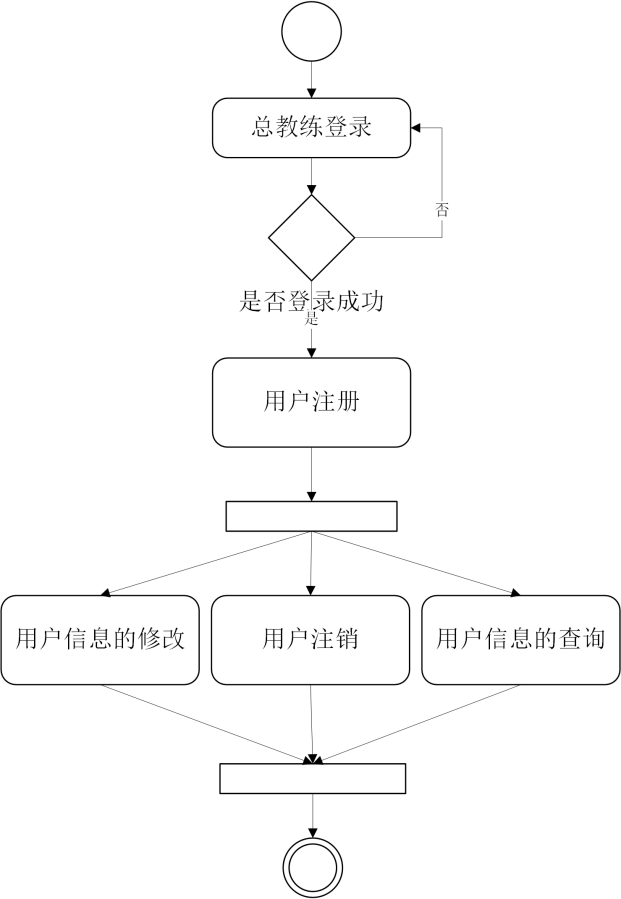 总教练登录
否
是否登录成功
是
用户注册
用户信息的修改
用户注销
用户信息的查询